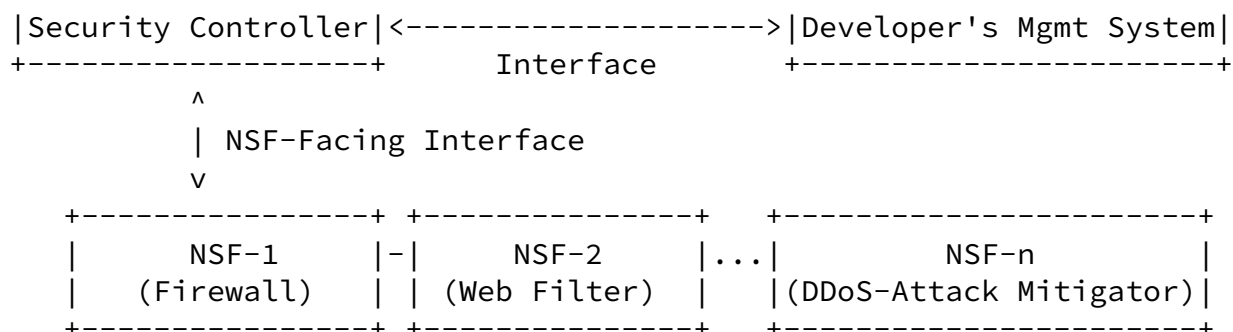 |Security Controller|<-------------------->|Developer's Mgmt System|
+-------------------+      Interface       +-----------------------+
          ^
          | NSF-Facing Interface
          v
   +----------------+ +---------------+   +-----------------------+
   |      NSF-1     |-|     NSF-2     |...|         NSF-n         |
   |   (Firewall)   | | (Web Filter)  |   |(DDoS-Attack Mitigator)|
   +----------------+ +---------------+   +-----------------------+